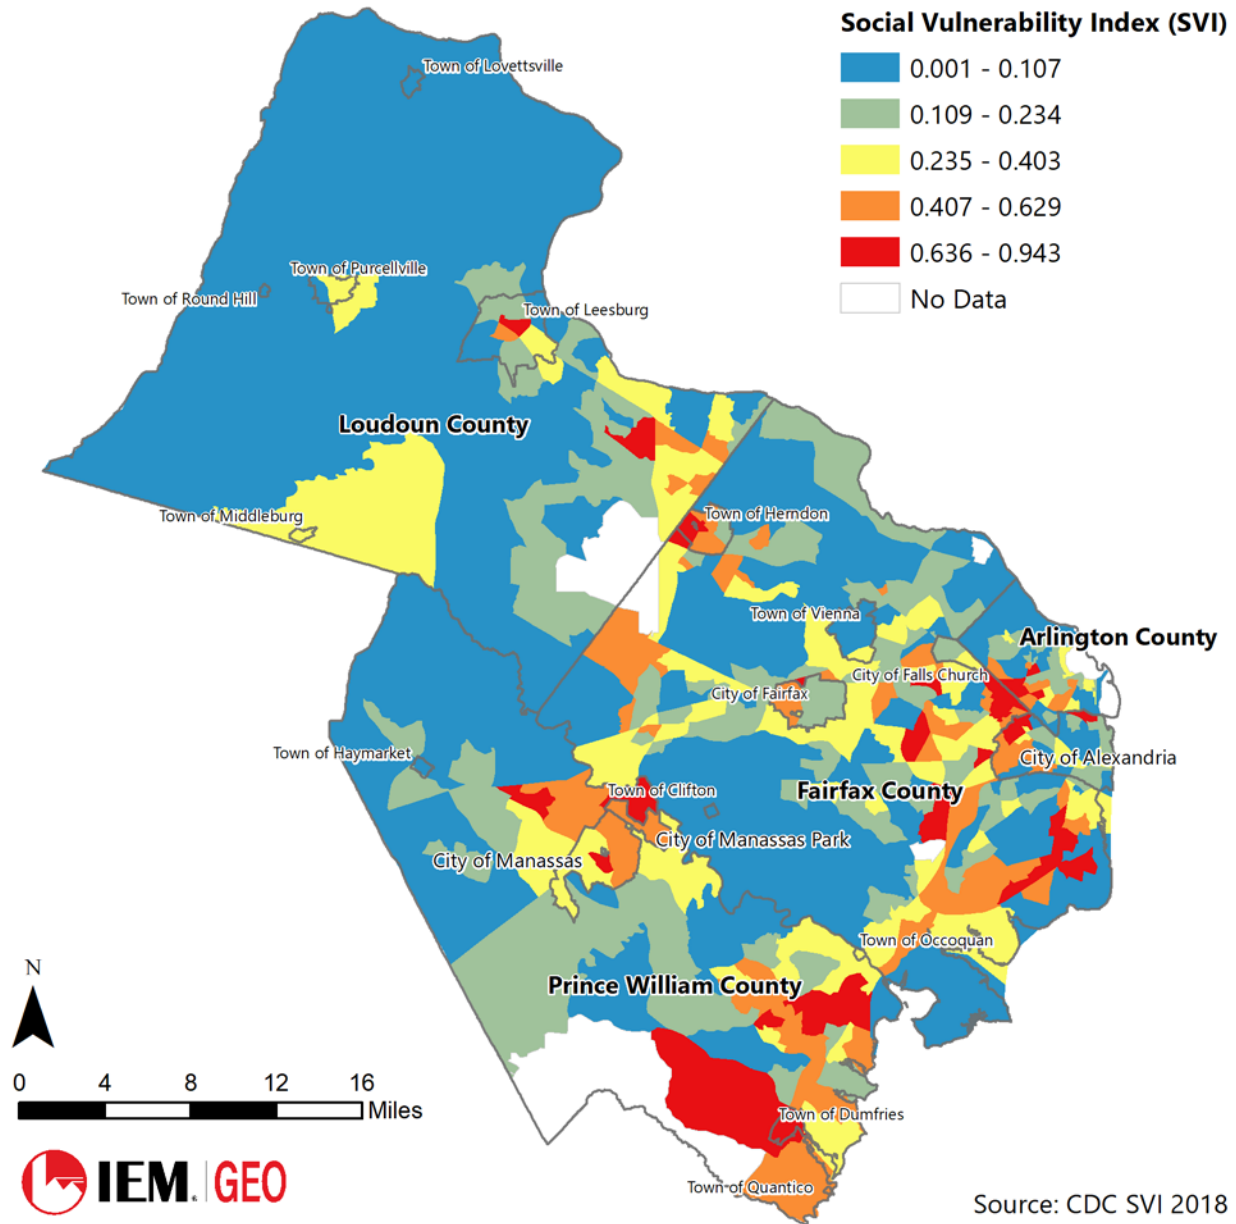 Social Vulnerability Index (SVI)
0.001 - 0.107
0.109 - 0.234
0.235 - 0.403
0.407 - 0.629
0.636 - 0.943
No Data
Town of Lovettsville
Town of Purcellville
Town of Round Hill
Town of Leesburg
Loudoun County
Town of Middleburg
Town of Herndon
Town of Vienna
Arlington County
City of Falls Church
City of Fairfax
Town of Haymarket
City of Alexandria
Town of Clifton
Fairfax County
City of Manassas Park
City of Manassas
Town of Occoquan
Prince William County
N
0 4 8 12 16
Miles
Town of Dumfries
Town of Quantico
IEM. GEO
Source: CDC SVI 2018